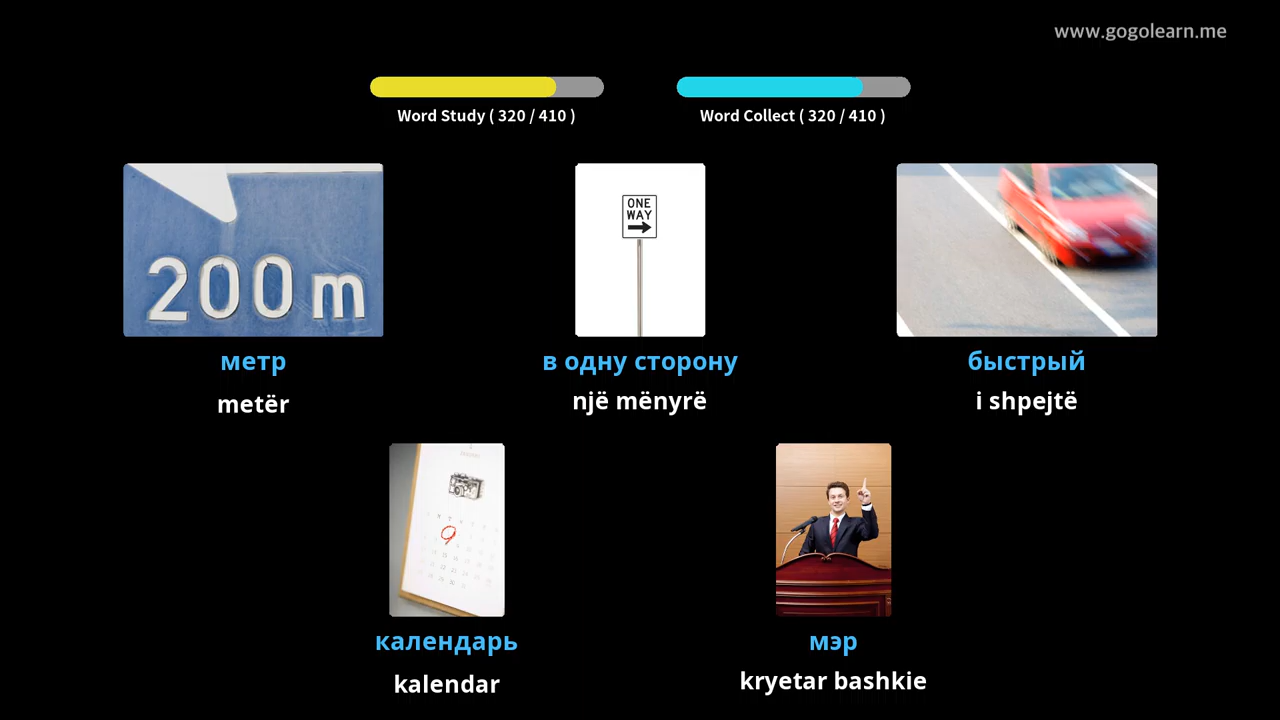 www.gogolearn.me
Word Study ( 320 / 410 )
Word Collect ( 320 / 410 )
200 m
ONE
WAY
метр
в одну сторону
быстрый
metër
një mënyrë
i shpejtë
9
календарь
мэр
kalendar
kryetar bashkie